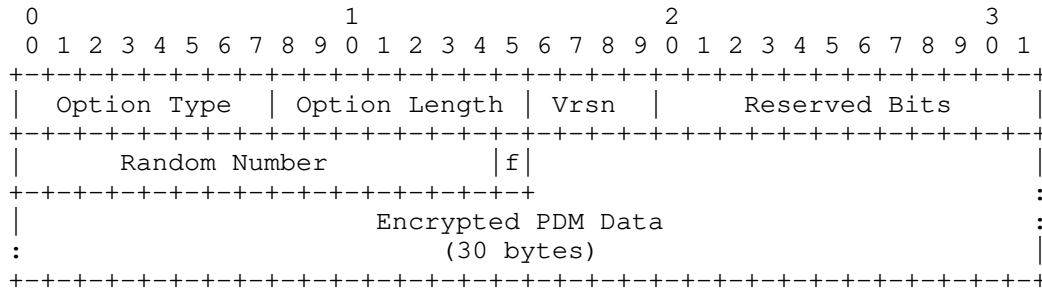 0                   1                   2                   3
 0 1 2 3 4 5 6 7 8 9 0 1 2 3 4 5 6 7 8 9 0 1 2 3 4 5 6 7 8 9 0 1
+-+-+-+-+-+-+-+-+-+-+-+-+-+-+-+-+-+-+-+-+-+-+-+-+-+-+-+-+-+-+-+-+
|  Option Type  | Option Length | Vrsn  |     Reserved Bits     |
+-+-+-+-+-+-+-+-+-+-+-+-+-+-+-+-+-+-+-+-+-+-+-+-+-+-+-+-+-+-+-+-+
|      Random Number          |f|                               |
+-+-+-+-+-+-+-+-+-+-+-+-+-+-+-+-+                               :
|                      Encrypted PDM Data                       :
:                          (30 bytes)                           |
+-+-+-+-+-+-+-+-+-+-+-+-+-+-+-+-+-+-+-+-+-+-+-+-+-+-+-+-+-+-+-+-+